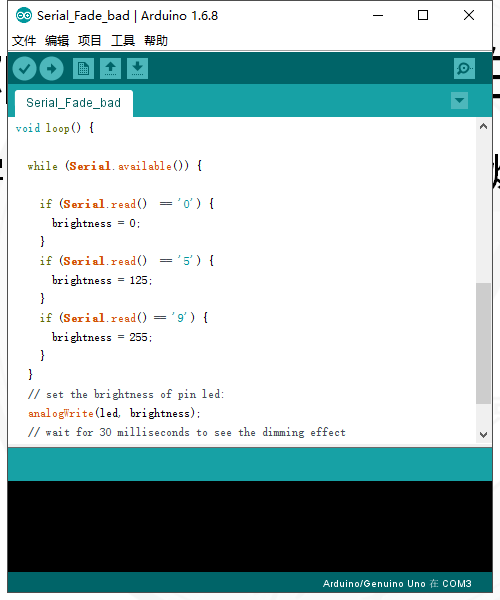 Serial_Fade_bad | Arduino 1.6.8
文件 编辑 项目 工具 帮助
Serial_Fade_bad
void loop() {
while (Serial.available()) {
if (Serial.read() == '0') {
brightness = 0;
}
if (Serial.read() == '5') {
brightness = 125;
}
if (Serial.read() == '9') {
brightness = 255;
}
}
// set the brightness of pin led:
analogWrite(led, brightness);
// wait for 30 milliseconds to see the dimming effect
Arduino/Genuino Uno 在 COM3